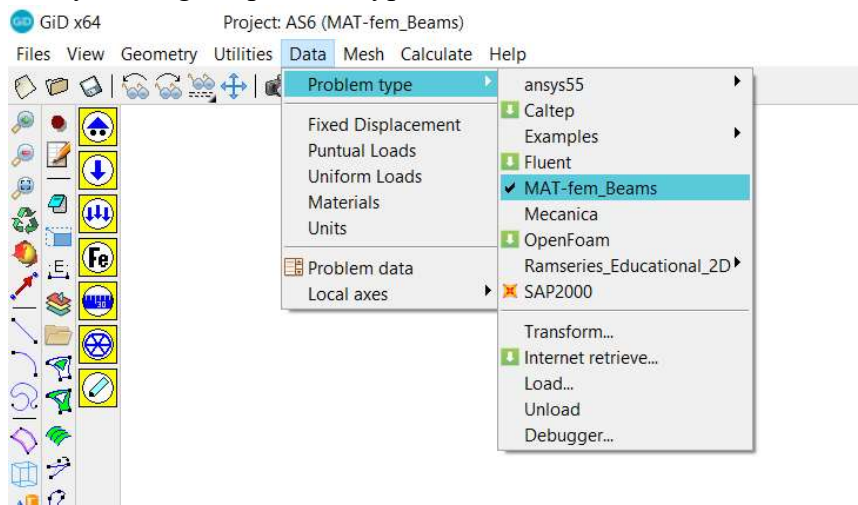 GiD x64 Project: AS6 (MAT-fem_Beams)
Files View Geometry Utilities Data Mesh Calculate Help
Problem type
Fixed Displacement
Puntual Loads
Uniform Loads
Materials
Units
Problem data
Local axes
ansys55
Caltep
Examples
Fluent
MAT-fem_Beams
Mecanica
OpenFoam
Ramseries_Educational_2D
SAP2000
Transform...
Internet retrieve...
Load...
Unload
Debugger...
Fe
E